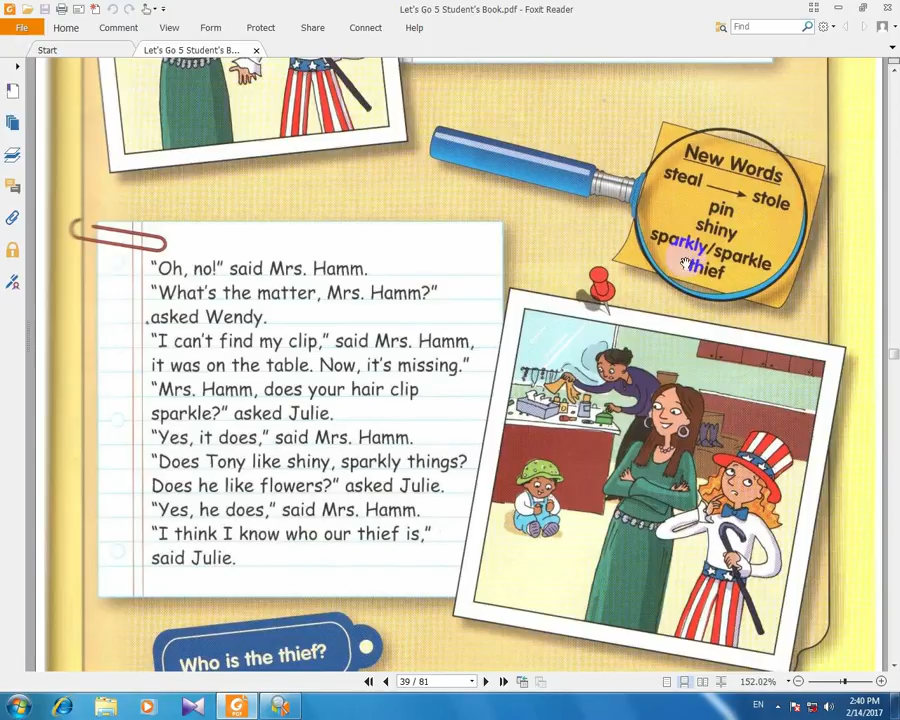 Let's Go 5 Student's Book.pdf - Foxit Reader
File Home Comment View Form Protect Share Connect Help
Find
Start Let's Go 5 Student's B...
New Words
steal → stole
pin
shiny
sparkly/sparkle
thief
"Oh, no!" said Mrs. Hamm.
"What's the matter, Mrs. Hamm?"
asked Wendy.
"I can't find my clip," said Mrs. Hamm,
it was on the table. Now, it's missing."
"Mrs. Hamm, does your hair clip
sparkle?" asked Julie.
"Yes, it does," said Mrs. Hamm.
"Does Tony like shiny, sparkly things?
Does he like flowers?" asked Julie.
"Yes, he does," said Mrs. Hamm.
"I think I know who our thief is,"
said Julie.
Who is the thief?
39 / 81
152.02%
PDF
EN
2:40 PM
2/14/2017